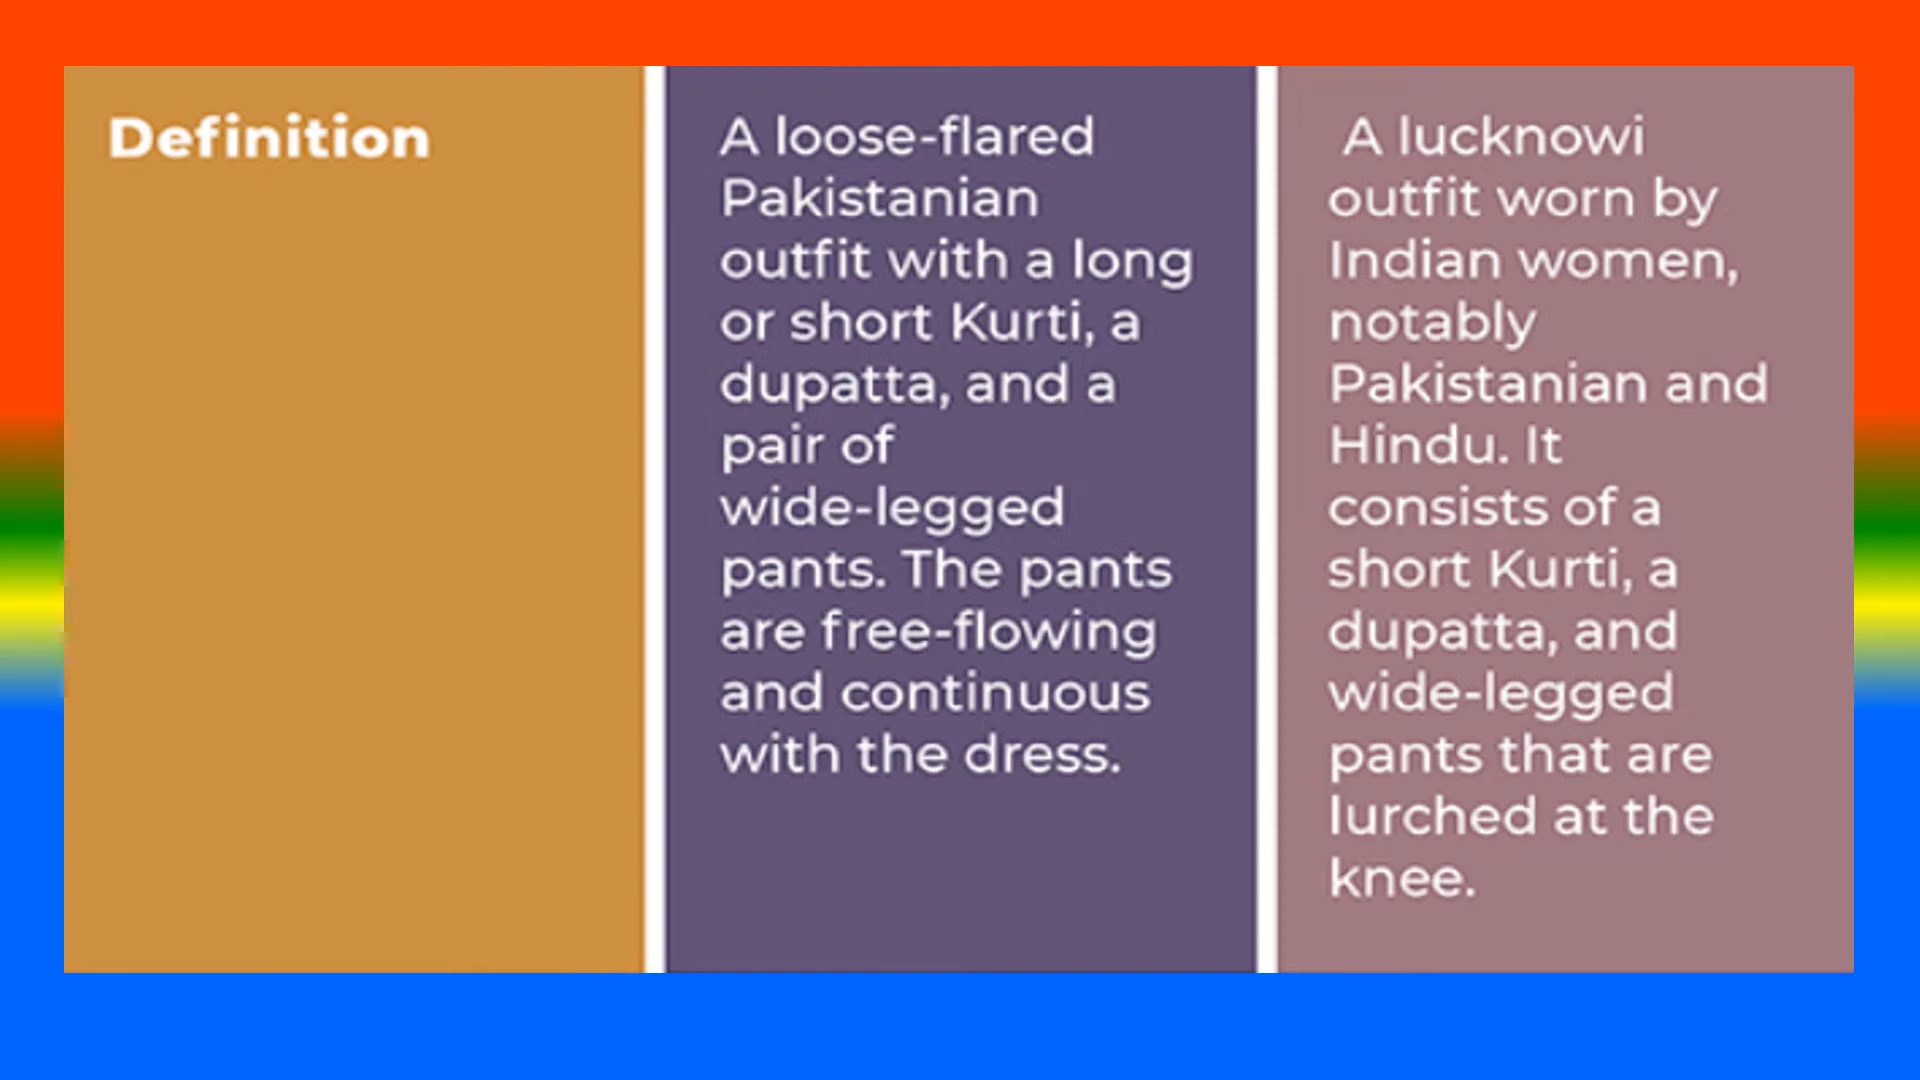 Definition
A loose-flared
Pakistanian
outfit with a long
or short Kurti, a
dupatta, and a
pair of
wide-legged
pants. The pants
are free-flowing
and continuous
with the dress.
A lucknowi
outfit worn by
Indian women,
notably
Pakistanian and
Hindu. It
consists of a
short Kurti, a
dupatta, and
wide-legged
pants that are
lurched at the
knee.